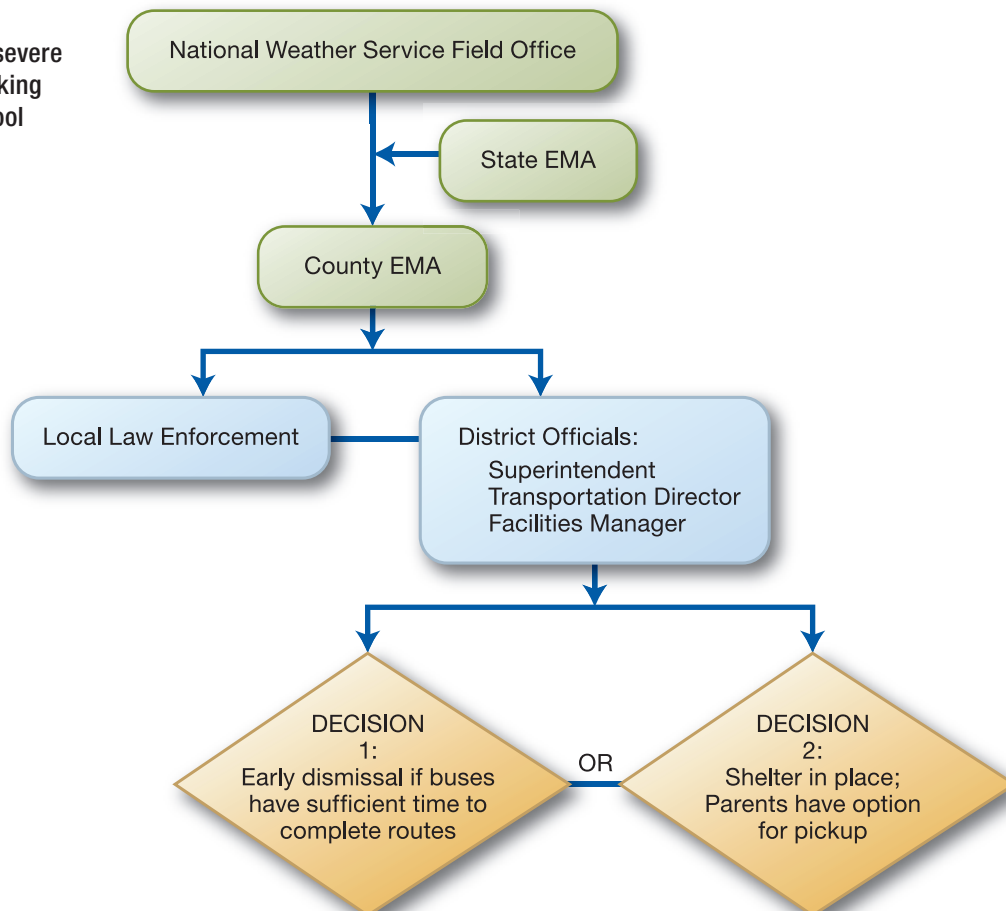 severe
king
ool
National Weather Service Field Office
State EMA
County EMA
Local Law Enforcement
District Officials:
Superintendent
Transportation Director
Facilities Manager
DECISION
1:
Early dismissal if buses
have sufficient time to
complete routes
OR
DECISION
2:
Shelter in place;
Parents have option
for pickup